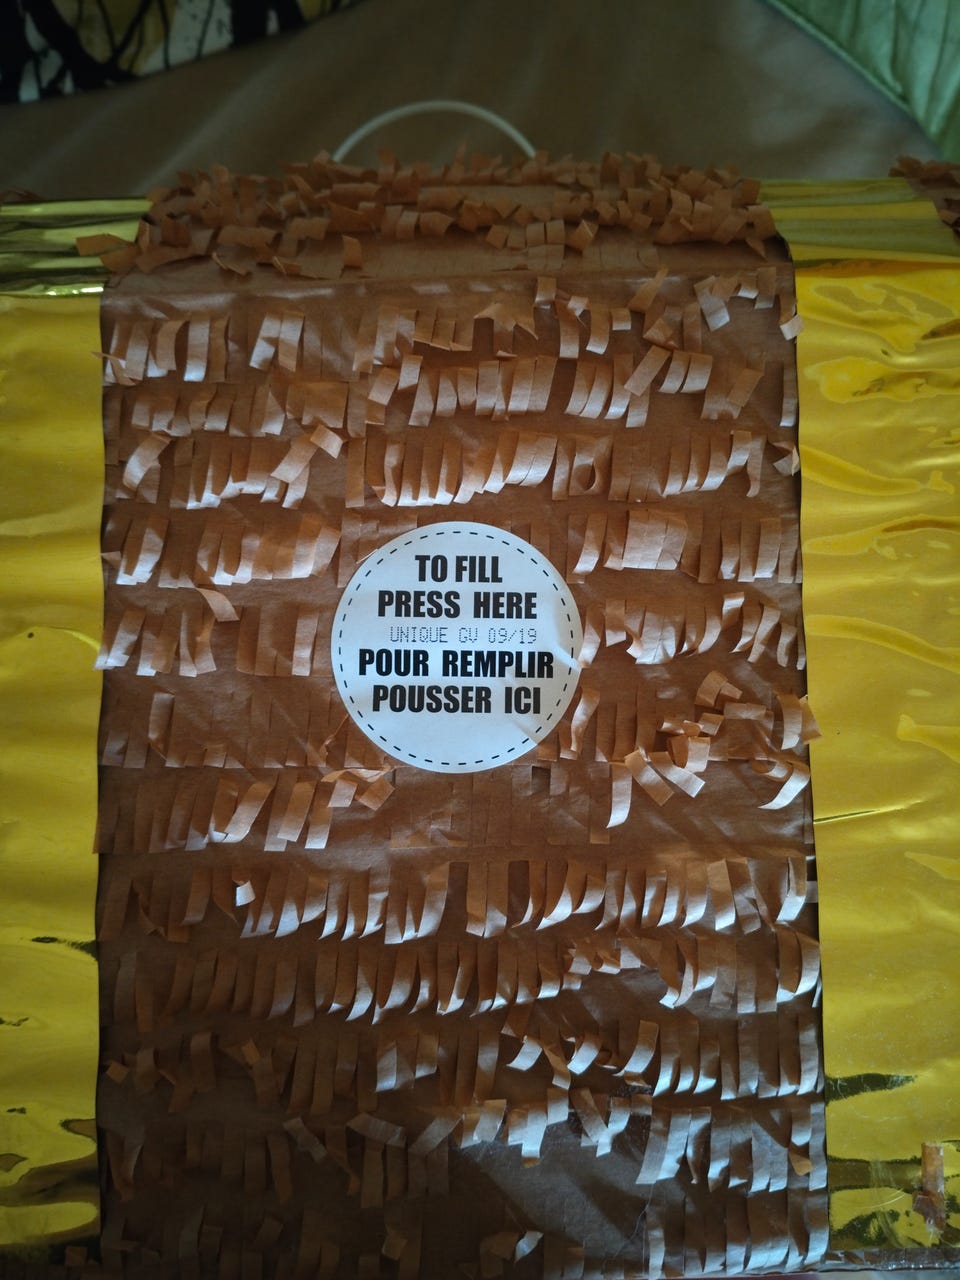 TO FILL
PRESS HERE
UNIQUE GV 09/19
POUR REMPLIR
POUSSER ICI